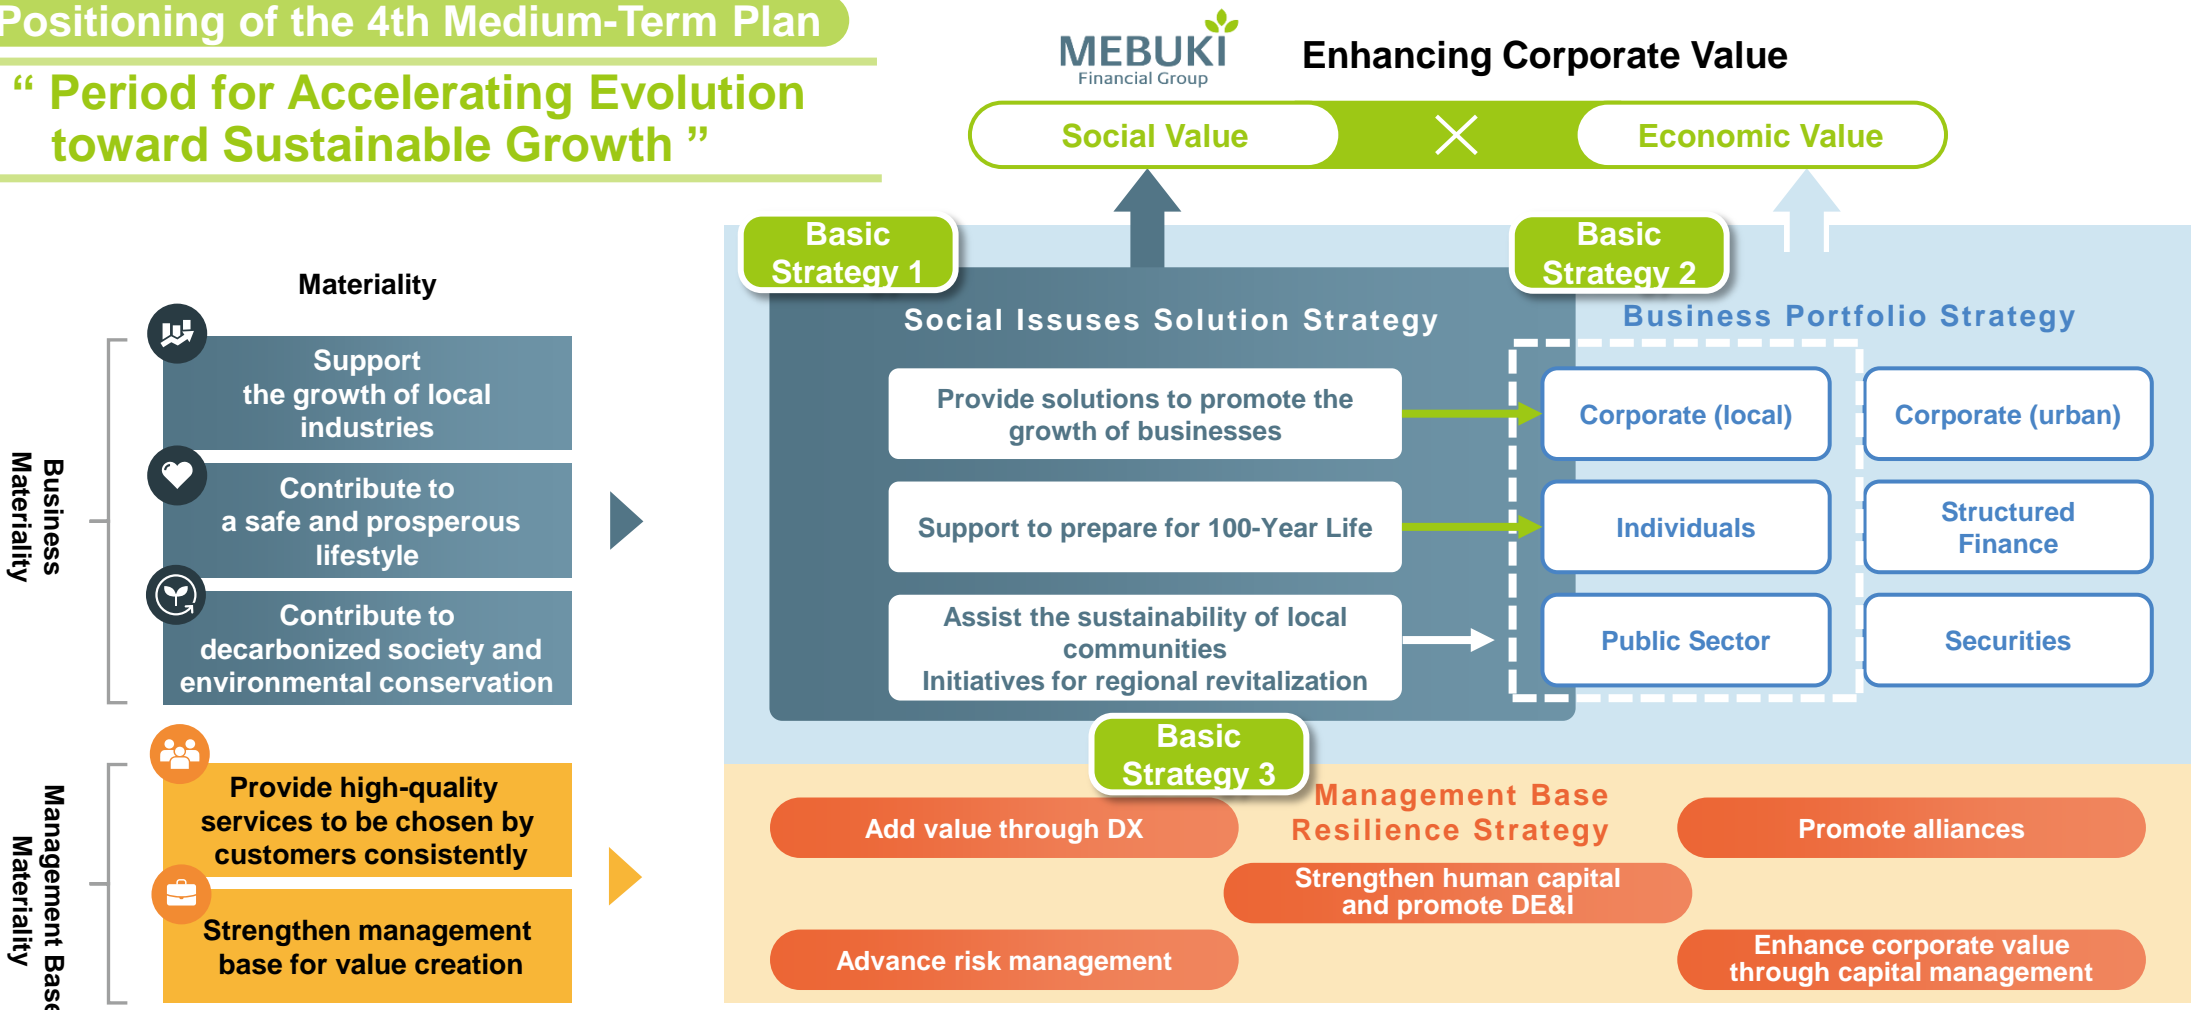 Positioning of the 4th Medium-Term Plan
“ Period for Accelerating Evolution
toward Sustainable Growth ”
MEBUKI
Financial Group
Enhancing Corporate Value
Social Value
Economic Value
Materiality
Business
Materiality
Support
the growth of local
industries
Contribute to
a safe and prosperous
lifestyle
Contribute to
decarbonized society and
environmental conservation
Management Base
Materiality
Provide high-quality
services to be chosen by
customers consistently
Strengthen management
base for value creation
Basic
Strategy 1
Social Issuses Solution Strategy
Provide solutions to promote the
growth of businesses
Support to prepare for 100-Year Life
Assist the sustainability of local
communities
Initiatives for regional revitalization
Basic
Strategy 2
Business Portfolio Strategy
Corporate (local)
Corporate (urban)
Individuals
Structured
Finance
Public Sector
Securities
Basic
Strategy 3
Management Base
Resilience Strategy
Add value through DX
Promote alliances
Strengthen human capital
and promote DE&I
Advance risk management
Enhance corporate value
through capital management